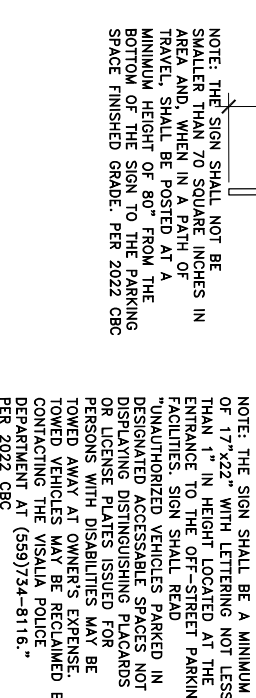 NOTE: THE SIGN SHALL NOT BE
SMALLER THAN 70 SQUARE INCHES IN
AREA AND, WHEN IN A PATH OF
TRAVEL, SHALL BE POSTED AT A
MINIMUM HEIGHT OF 80" FROM THE
BOTTOM OF THE SIGN TO THE PARKING
SPACE FINISHED GRADE. PER 2022 CBC
NOTE: THE SIGN SHALL BE A MINIMUM
OF 17"x22" WITH LETTERING NOT LESS
THAN 1" IN HEIGHT LOCATED AT THE
ENTRANCE TO THE OFF-STREET PARKIN
FACILITIES. SIGN SHALL READ
"UNAUTHORIZED VEHICLES PARKED IN
DESIGNATED ACCESSABLE SPACES NOT
DISPLAYING DISTINGUISHING PLACARDS
OR LICENSE PLATES ISSUED FOR
PERSONS WITH DISABILITIES MAY BE
TOWED AWAY AT OWNER'S EXPENSE.
TOWED VEHICLES MAY BE RECLAIMED
CONTACTING THE VISALIA POLICE
DEPARTMENT AT (559)734-8116."
PER 2022 CBC